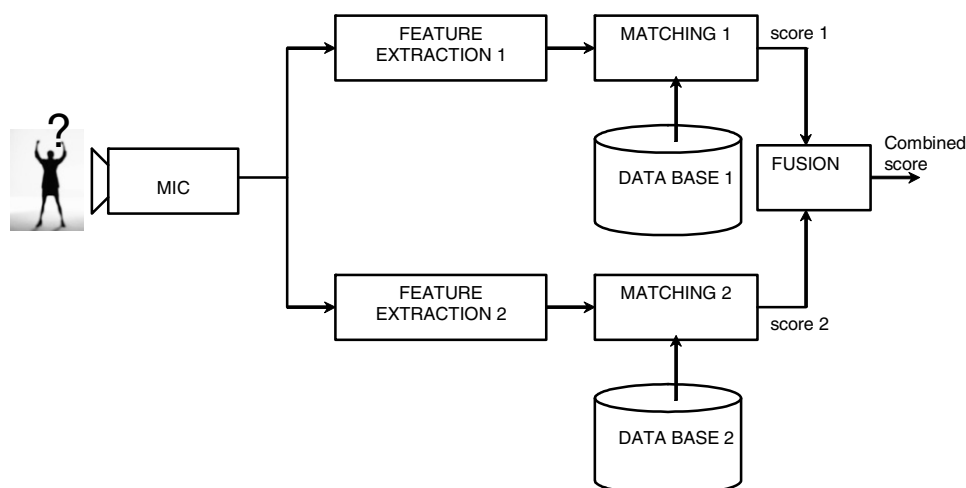 FEATURE
EXTRACTION 1
MATCHING 1
score 1
?
MIC
DATA BASE 1
FUSION
Combined
score
FEATURE
EXTRACTION 2
MATCHING 2
score 2
DATA BASE 2